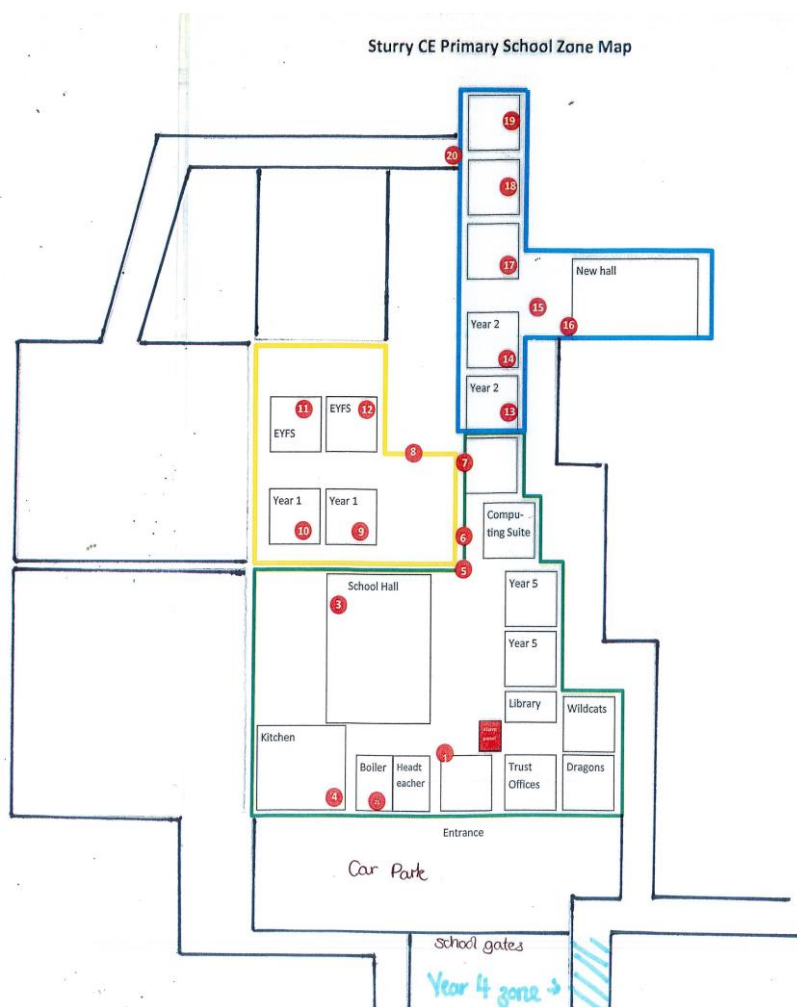 Sturry CE Primary School Zone Map
19
20
18
17
New hall
15
16
Year 2
14
Year 2
13
11
EYFS
EYFS
12
8
7
Year 1
10
Year 1
9
Compu-
ting Suite
6
5
School Hall
3
Year 5
Year 5
Library
Wildcats
Kitchen
4
Boiler
Headt
eacher
1
Trust
Offices
Dragons
Entrance
Car Park
school gates
Year 4 zone